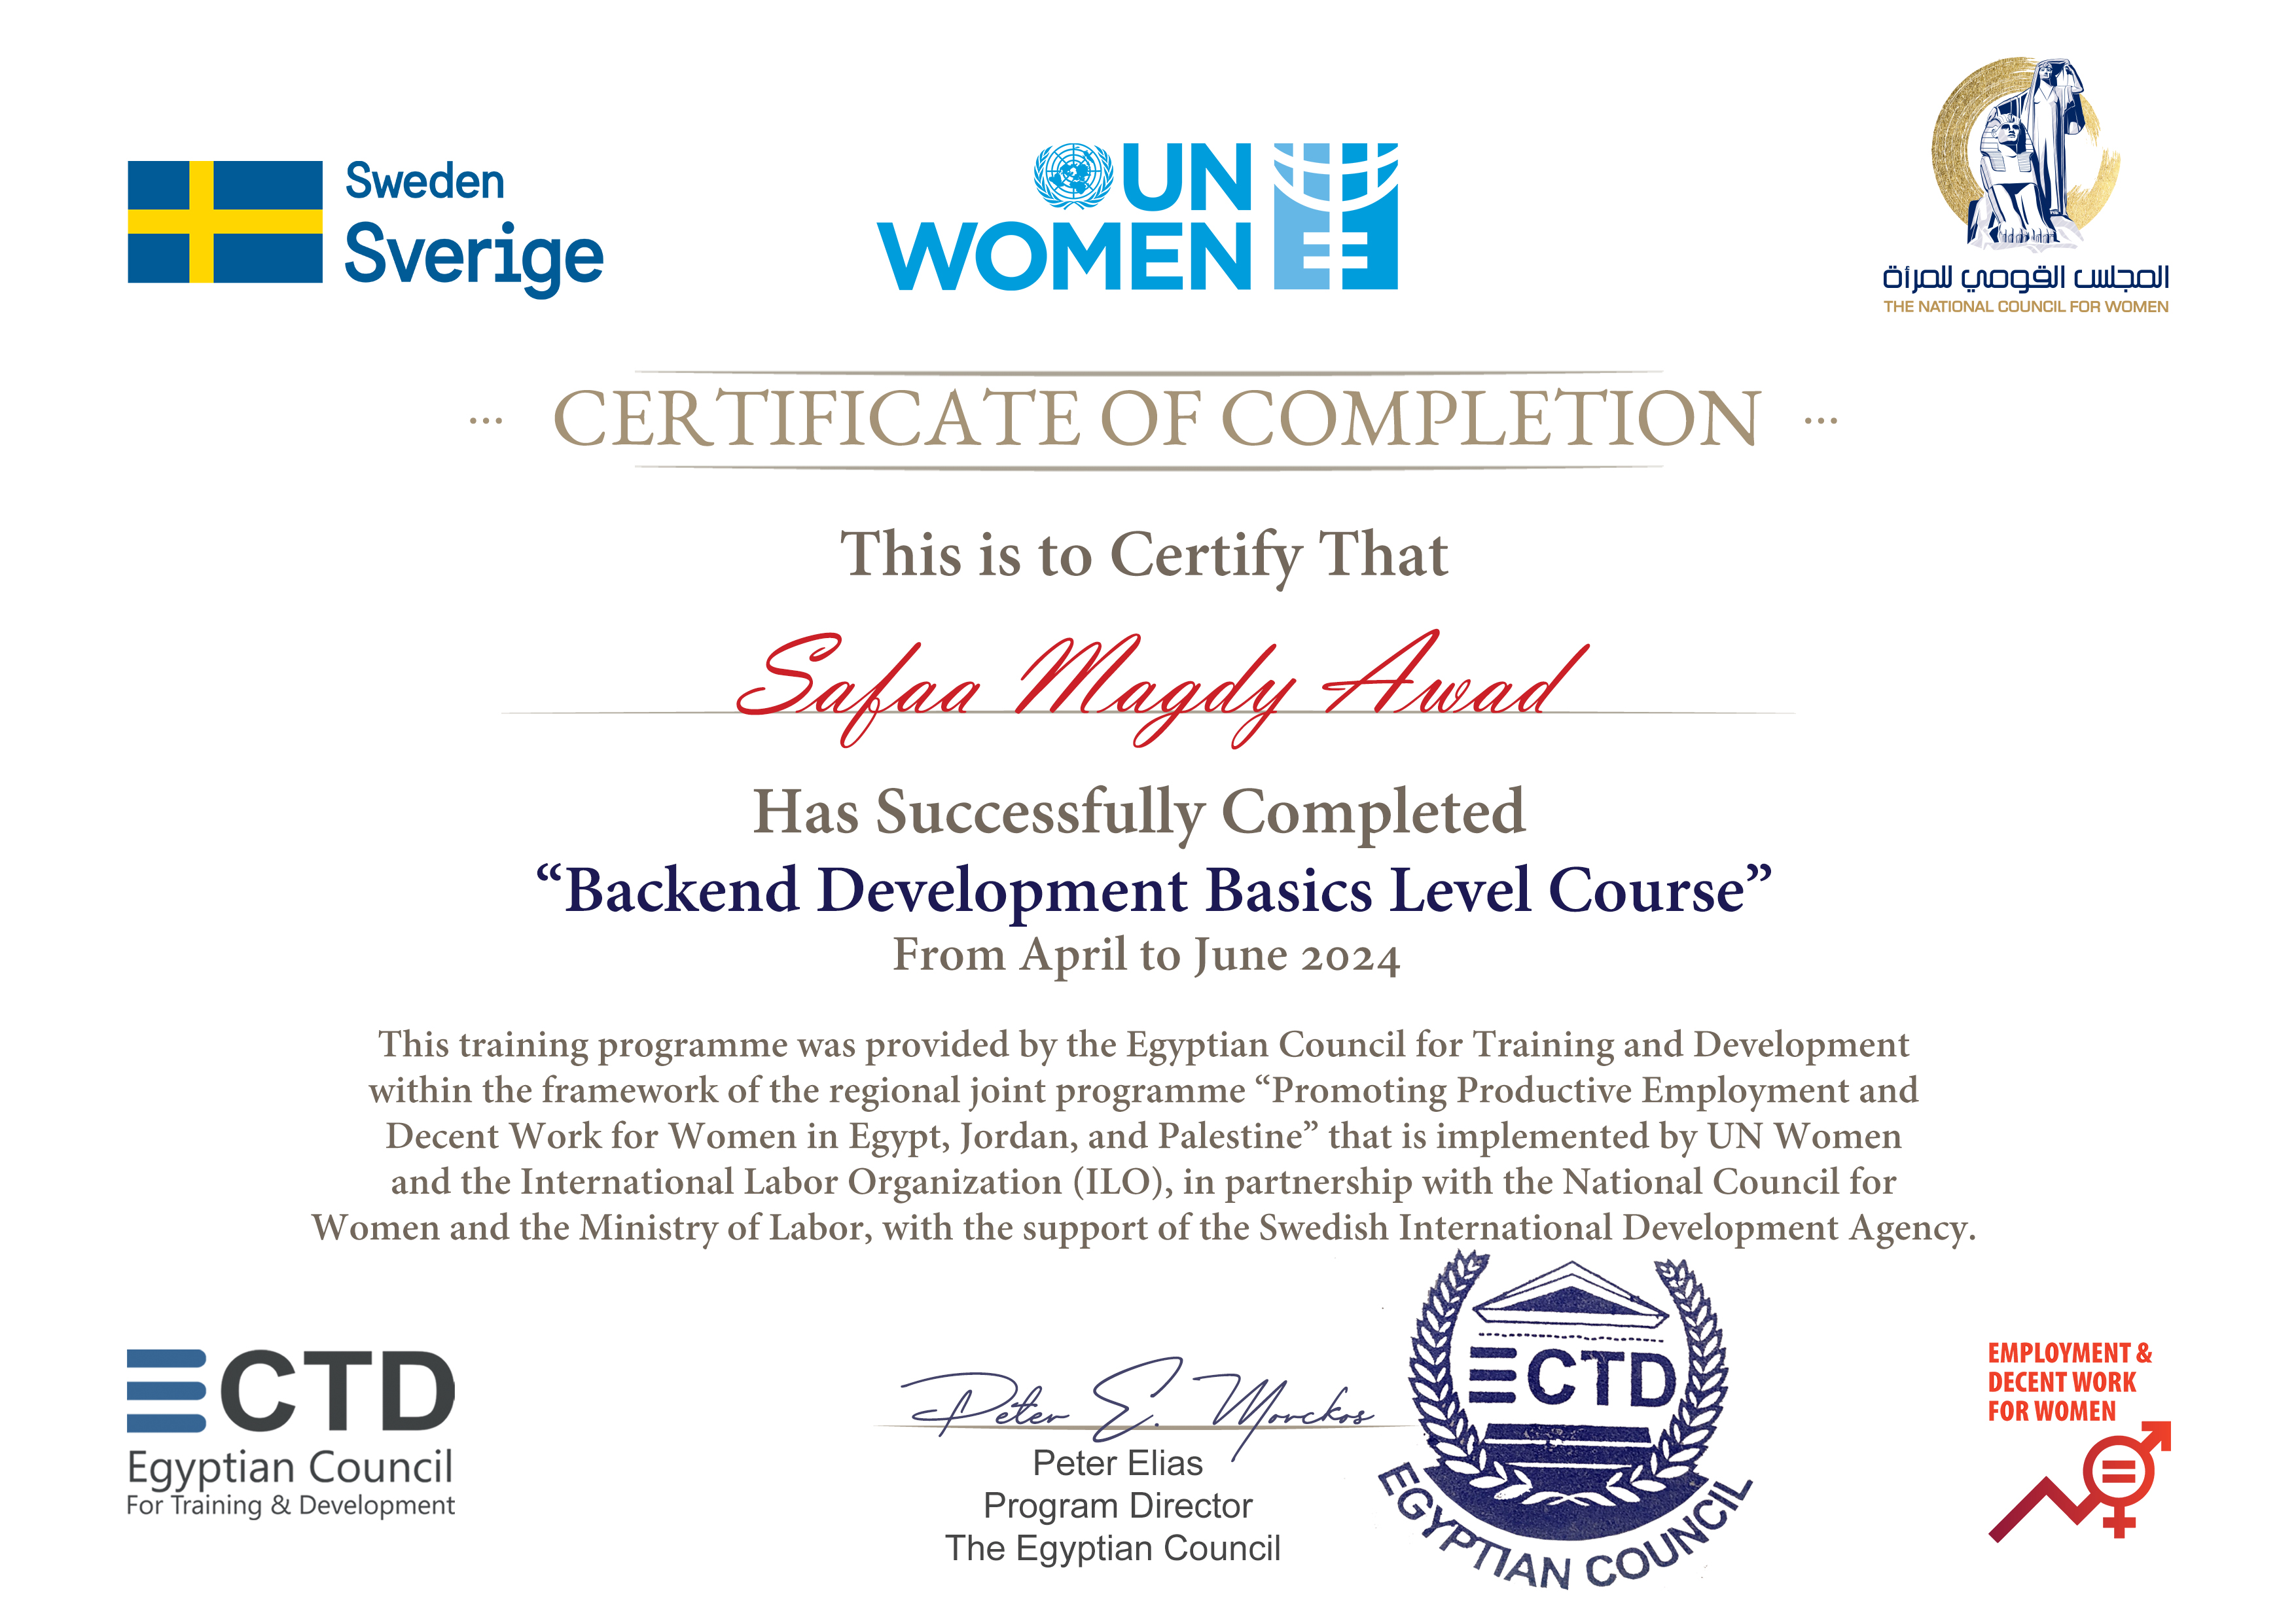 Sweden
Sverige
UN
WOMEN
المجلس القومي للمرأة
THE NATIONAL COUNCIL FOR WOMEN
... CERTIFICATE OF COMPLETION ...
This is to Certify That
Safaa Magdy Awad
Has Successfully Completed
“Backend Development Basics Level Course”
From April to June 2024
This training programme was provided by the Egyptian Council for Training and Development
within the framework of the regional joint programme “Promoting Productive Employment and
Decent Work for Women in Egypt, Jordan, and Palestine” that is implemented by UN Women
and the International Labor Organization (ILO), in partnership with the National Council for
Women and the Ministry of Labor, with the support of the Swedish International Development Agency.
ECTD
Egyptian Council
For Training & Development
Peter E. Morckos
Peter Elias
Program Director
The Egyptian Council
ECTD
EGYPTIAN COUNCIL
EMPLOYMENT &
DECENT WORK
FOR WOMEN